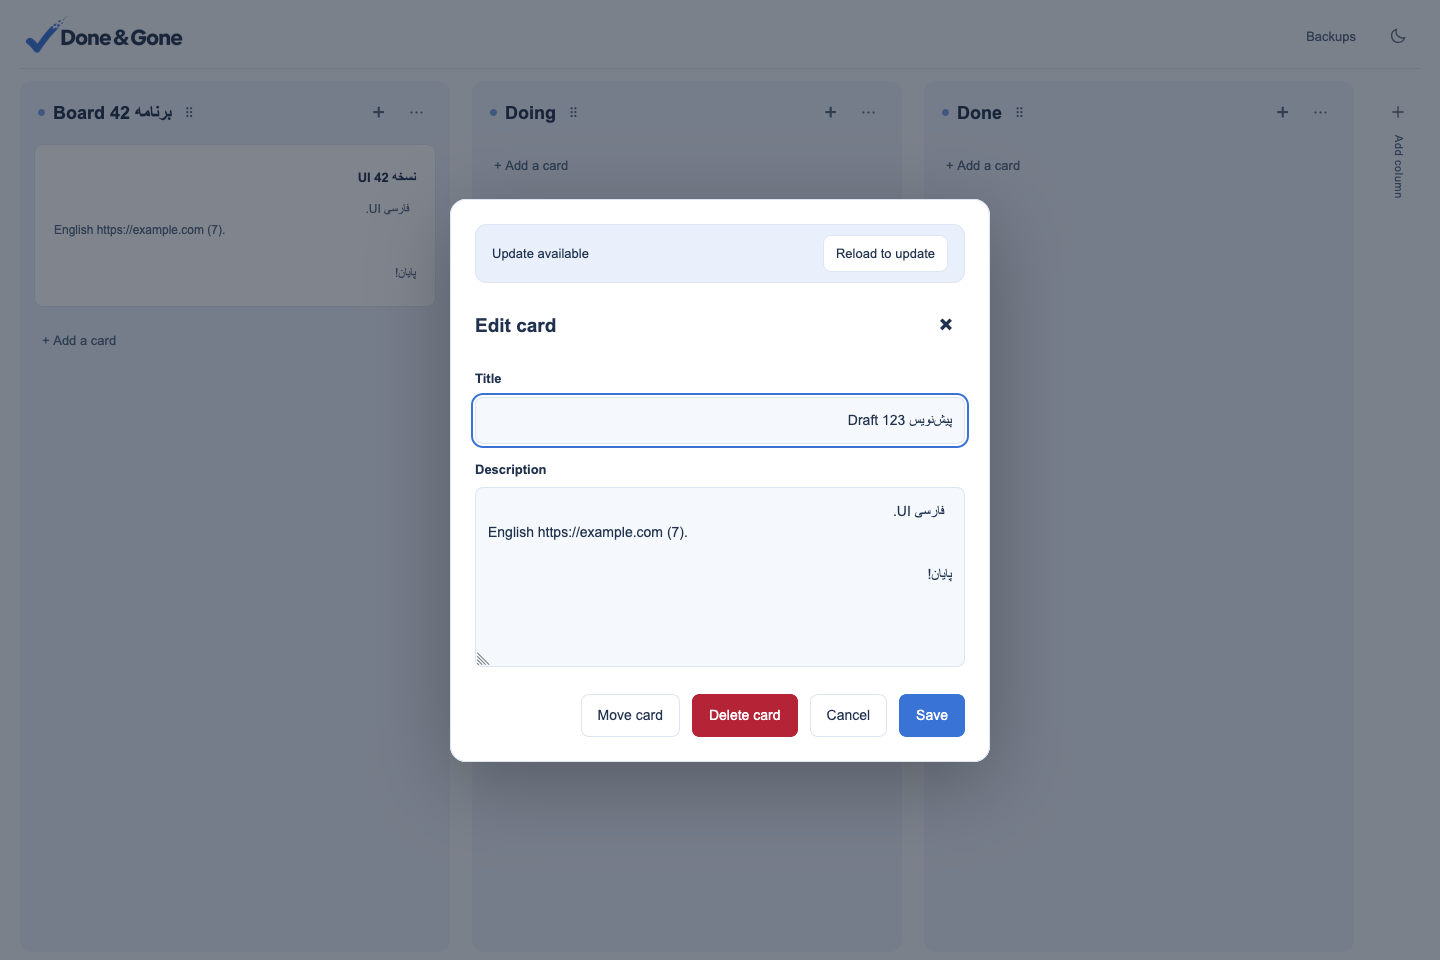 Done & Gone
Backups
Board 42 برنامه
Doing
Done
+ Add a card
+ Add a card
Add column
نسخه UI 42
فارسی UI.
English https://example.com (7).
پایان!
+ Add a card
Update available
Reload to update
Edit card
Title
پیش‌نویس Draft 123
Description
فارسی UI.
English https://example.com (7).
پایان!
Move card
Delete card
Cancel
Save